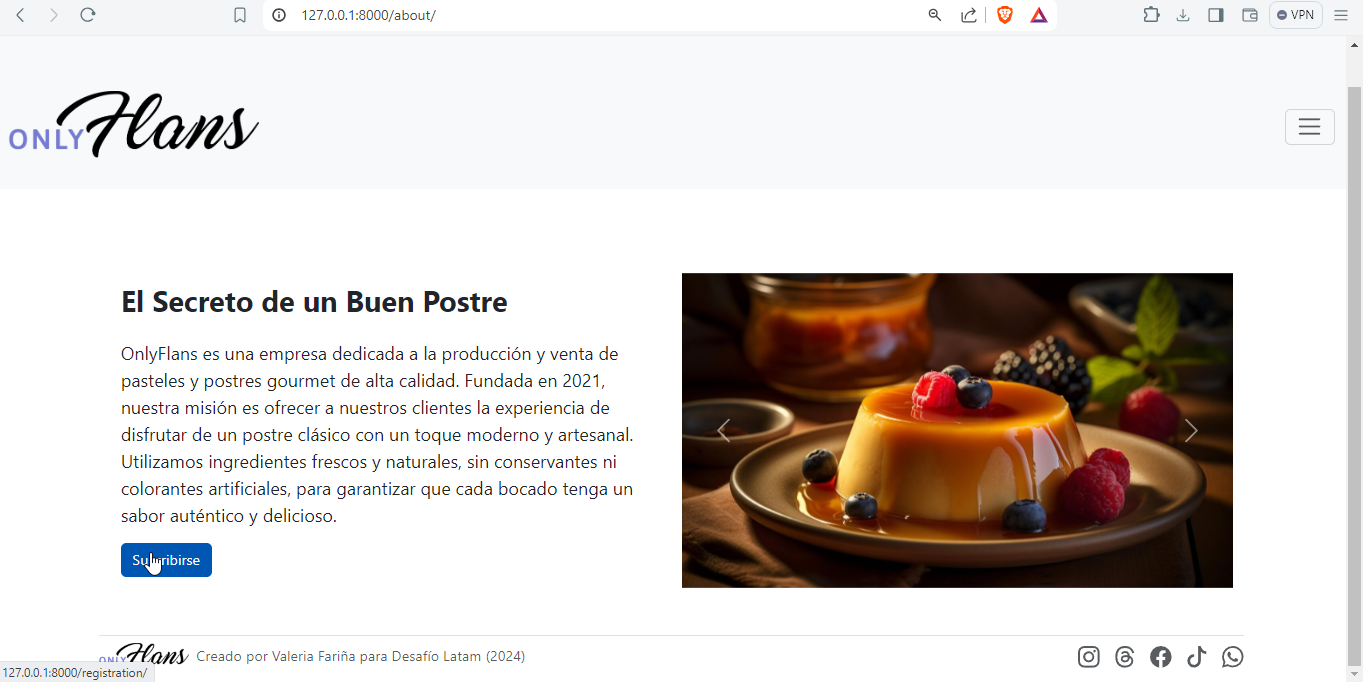 127.0.0.1:8000/about/
VPN
ONLY Flans
El Secreto de un Buen Postre
OnlyFlans es una empresa dedicada a la producción y venta de
pasteles y postres gourmet de alta calidad. Fundada en 2021,
nuestra misión es ofrecer a nuestros clientes la experiencia de
disfrutar de un postre clásico con un toque moderno y artesanal.
Utilizamos ingredientes frescos y naturales, sin conservantes ni
colorantes artificiales, para garantizar que cada bocado tenga un
sabor auténtico y delicioso.
Suscribirse
ONLY Flans Creado por Valeria Fariña para Desafío Latam (2024)
127.0.0.1:8000/registration/